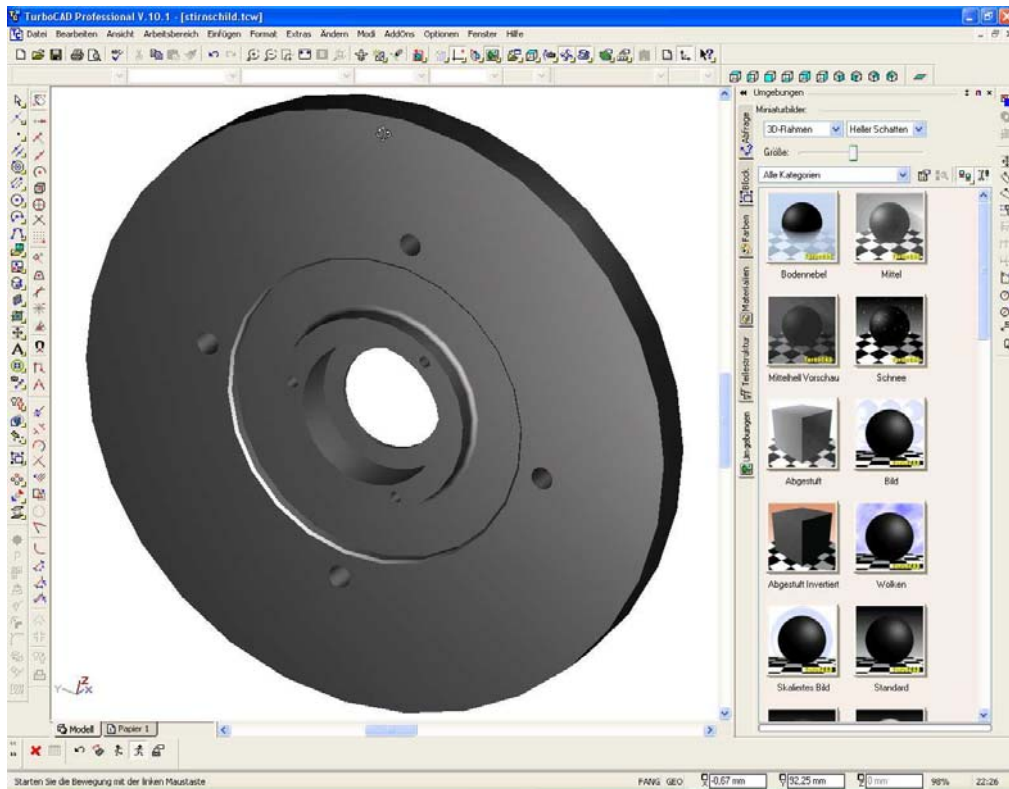 TurboCAD Professional V.10.1 - [stirnschild.tcw]
Datei Bearbeiten Ansicht Arbeitsbereich Einfügen Format Extras Ändern Modi AddOns Optionen Fenster Hilfe
Umgebungen
Miniaturbilder:
3D-Rahmen Heller Schatten
Größe:
Alle Kategorien
Abfrage
Block
Farben
Materialien
Teilestruktur
Umgebungen
Bodennebel Mittel
Mittelhell Vorschau Schnee
Abgestuft Bild
Abgestuft Invertiert Wolken
Skaliertes Bild Standard
Z
Y X
Modell Papier 1
Starten Sie die Bewegung mit der linken Maustaste FANG GEO -0,67 mm 92,25 mm 0 mm 98% 22:26